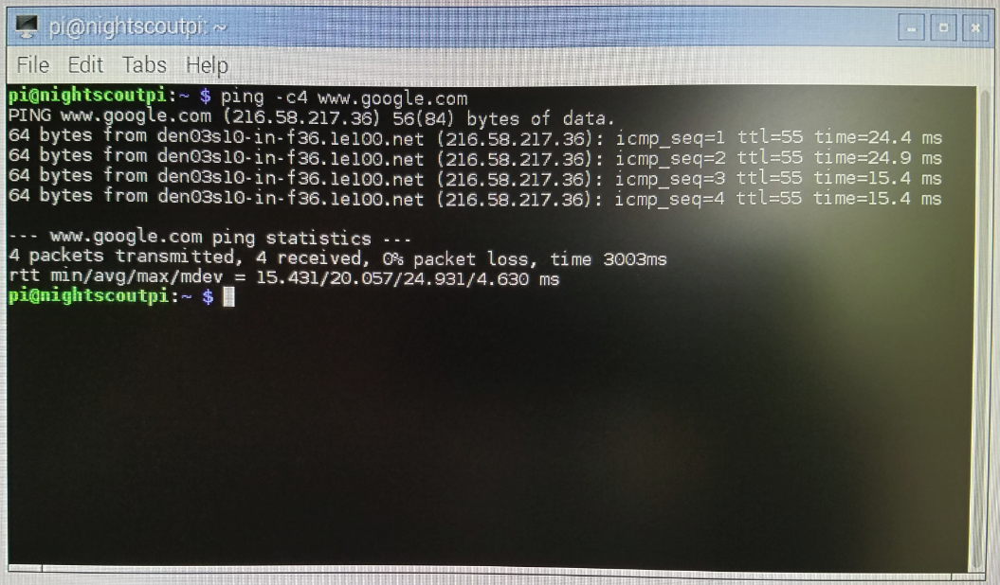 pi@nightscoutpi: ~
File Edit Tabs Help
pi@nightscoutpi:~ $ ping -c4 www.google.com
PING www.google.com (216.58.217.36) 56(84) bytes of data.
64 bytes from den03s10-in-f36.1e100.net (216.58.217.36): icmp_seq=1 ttl=55 time=24.4 ms
64 bytes from den03s10-in-f36.1e100.net (216.58.217.36): icmp_seq=2 ttl=55 time=24.9 ms
64 bytes from den03s10-in-f36.1e100.net (216.58.217.36): icmp_seq=3 ttl=55 time=15.4 ms
64 bytes from den03s10-in-f36.1e100.net (216.58.217.36): icmp_seq=4 ttl=55 time=15.4 ms
--- www.google.com ping statistics ---
4 packets transmitted, 4 received, 0% packet loss, time 3003ms
rtt min/avg/max/mdev = 15.431/20.057/24.931/4.630 ms
pi@nightscoutpi:~ $